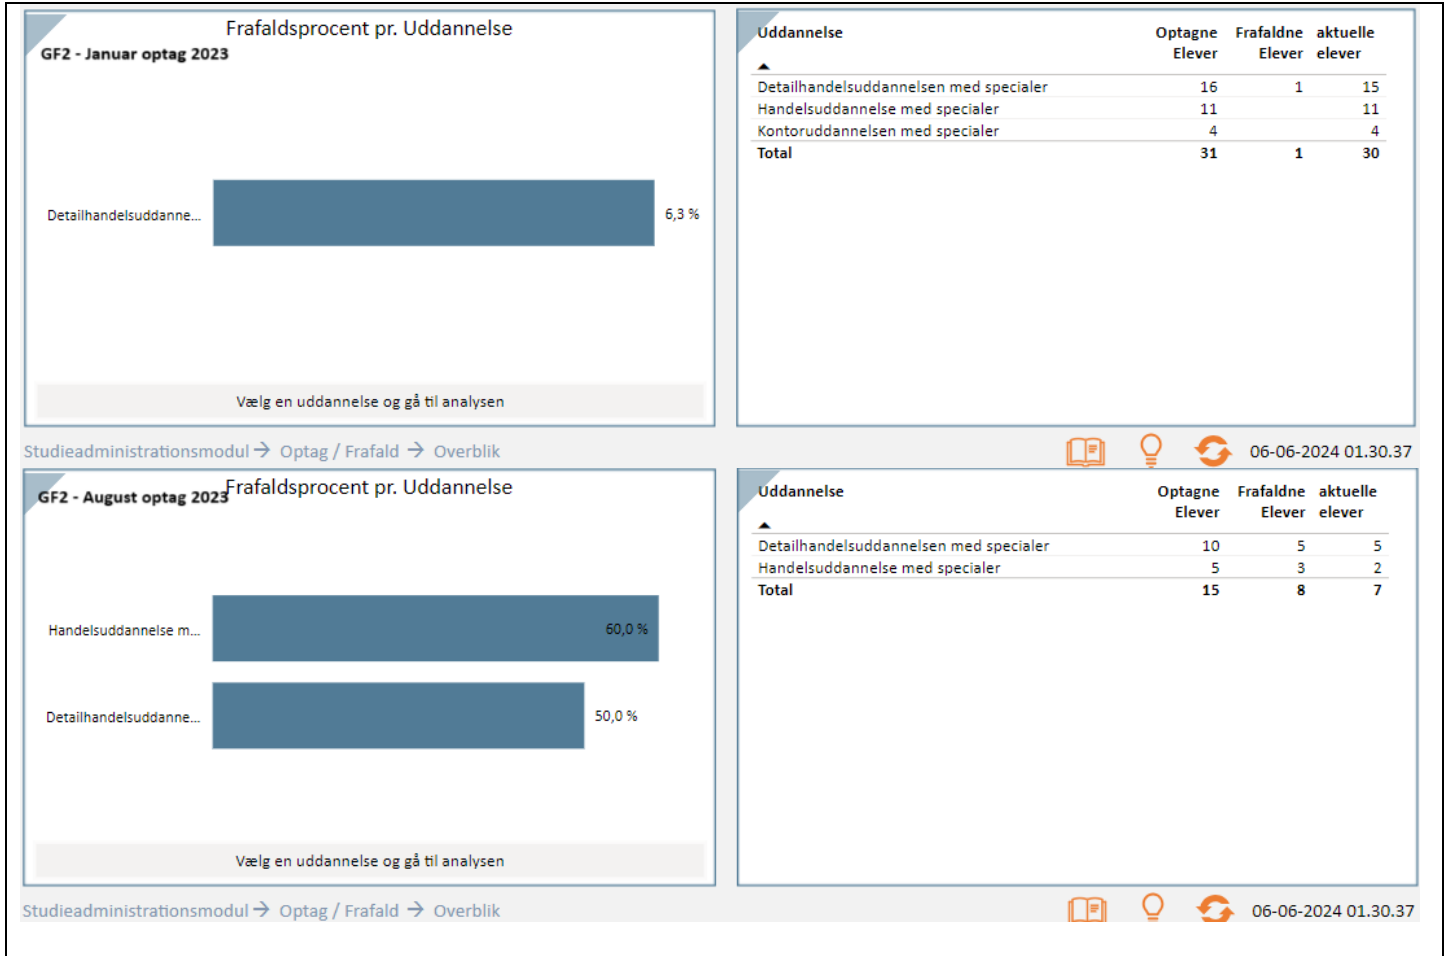 Frafaldsprocent pr. Uddannelse
GF2 - Januar optag 2023
Detailhandelsuddanne...
6,3 %
Vælg en uddannelse og gå til analysen
Uddannelse Optagne Elever Frafaldne Elever aktuelle elever
Detailhandelsuddannelsen med specialer 16 1 15
Handelsuddannelse med specialer 11 11
Kontoruddannelsen med specialer 4 4
Total 31 1 30
Studieadministrationsmodul → Optag / Frafald → Overblik
06-06-2024 01.30.37
Frafaldsprocent pr. Uddannelse
GF2 - August optag 2023
Handelsuddannelse m...
60,0 %
Detailhandelsuddanne...
50,0 %
Vælg en uddannelse og gå til analysen
Uddannelse Optagne Elever Frafaldne Elever aktuelle elever
Detailhandelsuddannelsen med specialer 10 5 5
Handelsuddannelse med specialer 5 3 2
Total 15 8 7
Studieadministrationsmodul → Optag / Frafald → Overblik
06-06-2024 01.30.37